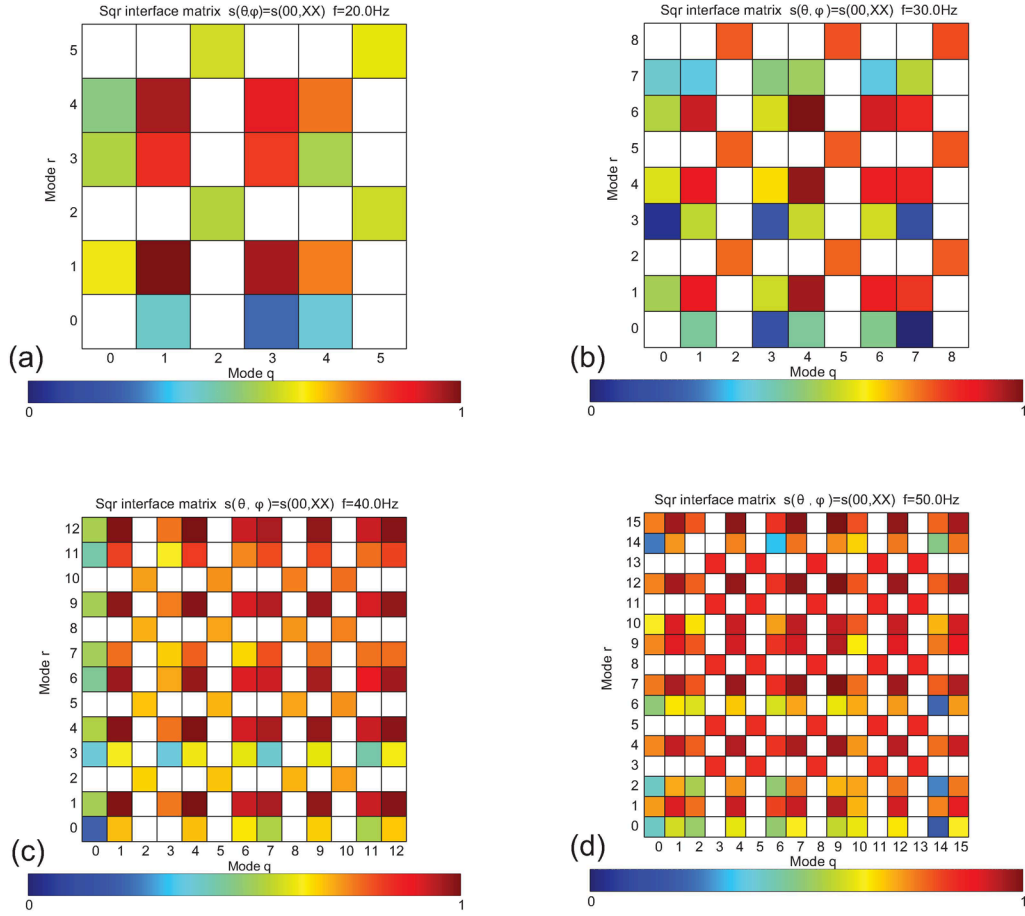 Sqr interface matrix s(θ,φ)=s(00,XX) f=20.0Hz
5
4
3
2
1
0
Mode r
0 1 2 3 4 5
Mode q
(a)
0 1
Sqr interface matrix s(θ, φ)=s(00,XX) f=30.0Hz
8
7
6
5
4
3
2
1
0
Mode r
0 1 2 3 4 5 6 7 8
Mode q
(b)
0 1
Sqr interface matrix s(θ, φ)=s(00,XX) f=40.0Hz
12
11
10
9
8
7
6
5
4
3
2
1
0
Mode r
0 1 2 3 4 5 6 7 8 9 10 11 12
Mode q
(c)
0 1
Sqr interface matrix s(θ, φ)=s(00,XX) f=50.0Hz
15
14
13
12
11
10
9
8
7
6
5
4
3
2
1
0
Mode r
0 1 2 3 4 5 6 7 8 9 10 11 12 13 14 15
Mode q
(d)
0 1